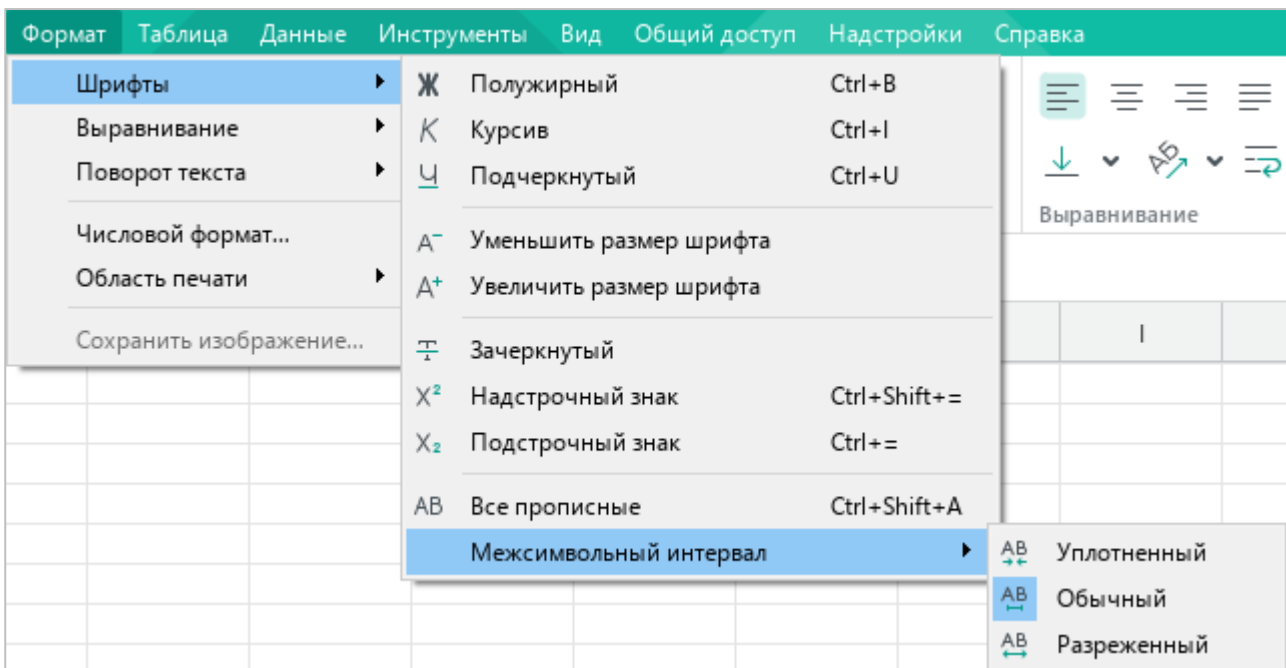 Формат Таблица Данные Инструменты Вид Общий доступ Надстройки Справка
Шрифты
Выравнивание
Поворот текста
Числовой формат...
Область печати
Сохранить изображение...
Ж Полужирный Ctrl+B
К Курсив Ctrl+I
Ч Подчеркнутый Ctrl+U
A⁻ Уменьшить размер шрифта
A⁺ Увеличить размер шрифта
Т Зачеркнутый
X² Надстрочный знак Ctrl+Shift+=
X₂ Подстрочный знак Ctrl+=
AB Все прописные Ctrl+Shift+A
Межсимвольный интервал
AB Уплотненный
AB Обычный
AB Разреженный
АБ
Выравнивание
I